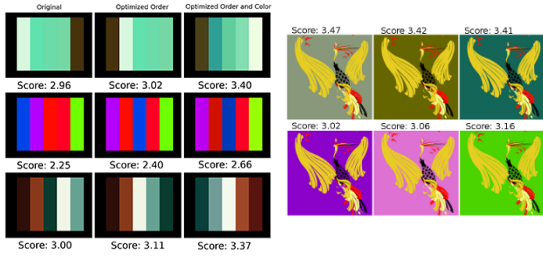 Original Optimized Order Optimized Order and Color
Score: 2.96 Score: 3.02 Score: 3.40
Score: 2.25 Score: 2.40 Score: 2.66
Score: 3.00 Score: 3.11 Score: 3.37
Score: 3.47 Score: 3.42 Score: 3.41
Score: 3.02 Score: 3.06 Score: 3.16